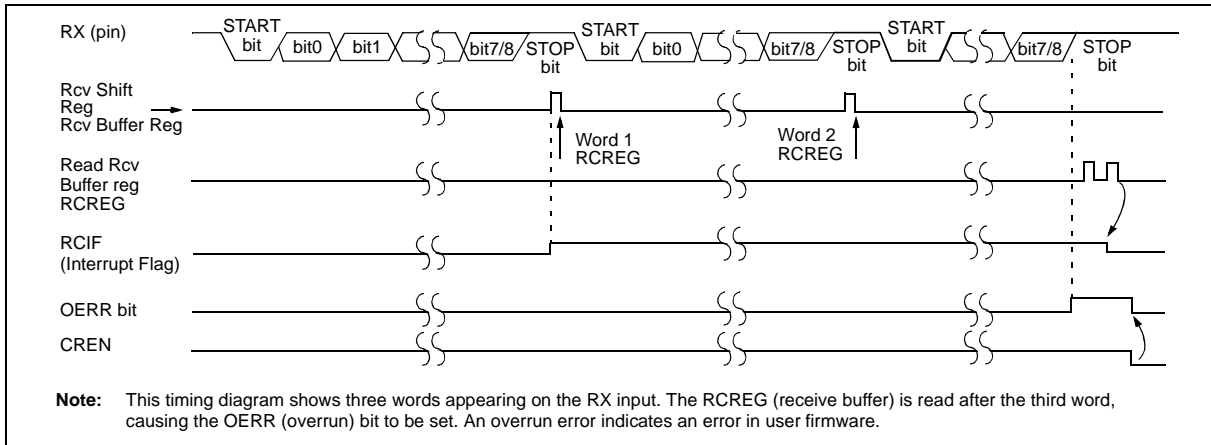 RX (pin)
START
bit
bit0
bit1
bit7/8
STOP
bit
START
bit
bit0
bit7/8
STOP
bit
START
bit
bit7/8
STOP
bit
Rcv Shift
Reg
Rcv Buffer Reg
Word 1
RCREG
Word 2
RCREG
Read Rcv
Buffer reg
RCREG
RCIF
(Interrupt Flag)
OERR bit
CREN
Note: This timing diagram shows three words appearing on the RX input. The RCREG (receive buffer) is read after the third word,
causing the OERR (overrun) bit to be set. An overrun error indicates an error in user firmware.